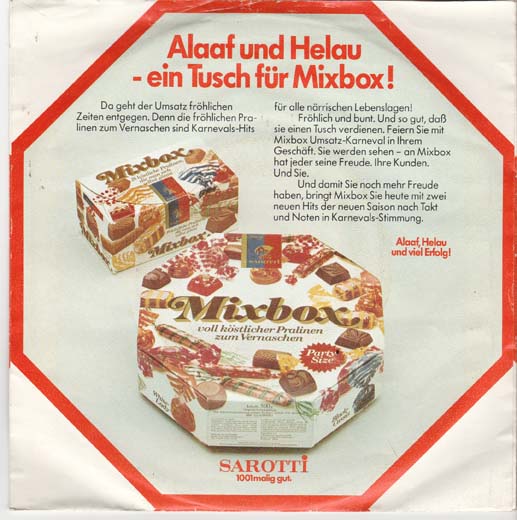 Alaaf und Helau
- ein Tusch für Mixbox!
Da geht der Umsatz fröhlichen
Zeiten entgegen. Denn die fröhlichen Pra-
linen zum Vernaschen sind Karnevals-Hits
für alle närrischen Lebenslagen!
Fröhlich und bunt. Und so gut, daß
sie einen Tusch verdienen. Feiern Sie mit
Mixbox Umsatz-Karneval in Ihrem
Geschäft. Sie werden sehen – an Mixbox
hat jeder seine Freude. Ihre Kunden.
Und Sie.
Und damit Sie noch mehr Freude
haben, bringt Mixbox Sie heute mit zwei
neuen Hits der neuen Saison nach Takt
und Noten in Karnevals-Stimmung.
Alaaf, Helau
und viel Erfolg!
Mixbox
Mixbox
SAROTTI
Mixbox
voll köstlicher Pralinen
zum Vernaschen
Party
Size
SAROTTI
1001malig gut.